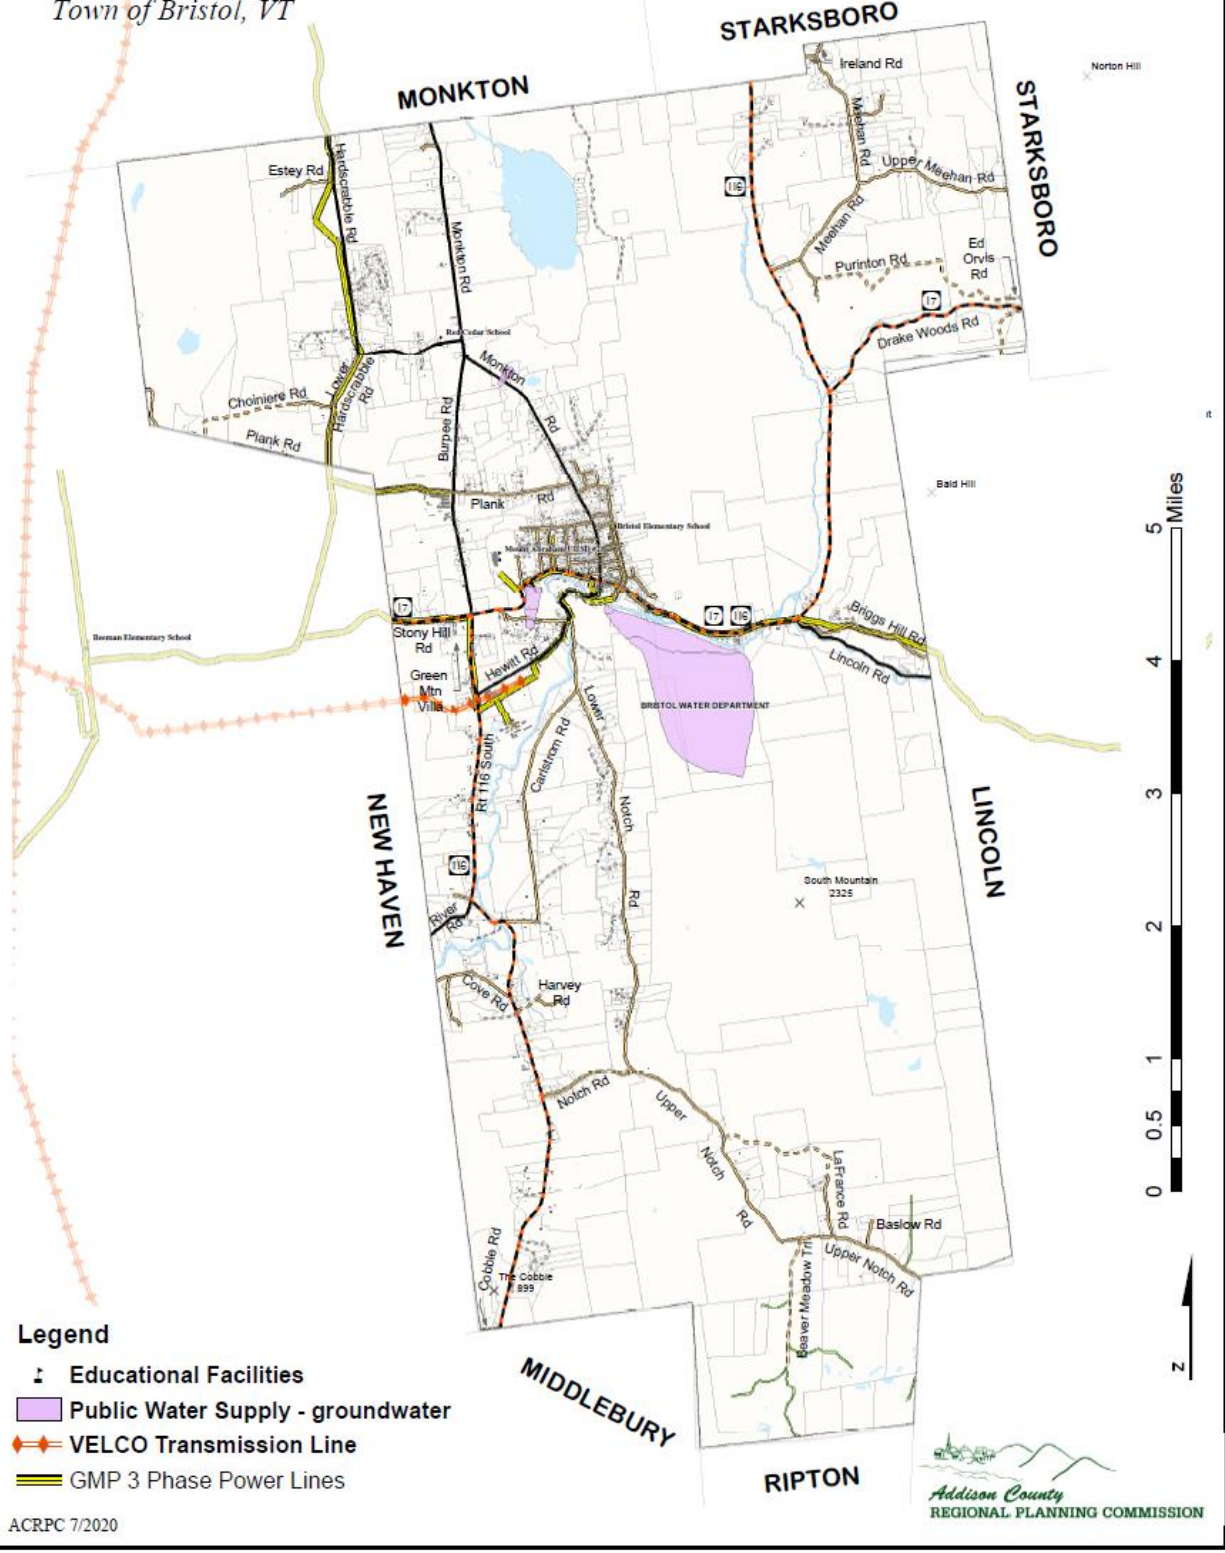 Town of Bristol, VT
STARKSBORO
MONKTON
STARKSBORO
Norton Hill
Ireland Rd
Meehan Rd
Upper Meehan Rd
Estey Rd
Hardscrabble Rd
Monkton Rd
116
Meehan Rd
Purinton Rd
Ed
Orvis
Rd
17
Drake Woods Rd
Red Cedar School
Monkton
Rd
Lower
Hardscrabble
Rd
Choiniere Rd
Plank Rd
Burpee Rd
Plank
Rd
Bald Hill
Bristol Elementary School
17
Stony Hill
Rd
17
116
Briggs Hill Rd
Lincoln Rd
Beeman Elementary School
Green
Mtn
Villa
Hewitt Rd
BRISTOL WATER DEPARTMENT
Lower
Notch
Rd
Carlstrom Rd
Rt 116 South
NEW HAVEN
LINCOLN
116
South Mountain
2325
River
Rd
Cove Rd
Harvey
Rd
Notch Rd
Upper
Notch
Rd
LaFrance Rd
Baslow Rd
Upper Notch Rd
Beaver Meadow Trl
Cobble Rd
The Cobble
899
MIDDLEBURY
RIPTON
5 Miles
4
3
2
1
0.5
0
N
Legend
Educational Facilities
Public Water Supply - groundwater
VELCO Transmission Line
GMP 3 Phase Power Lines
ACRPC 7/2020
Addison County
REGIONAL PLANNING COMMISSION